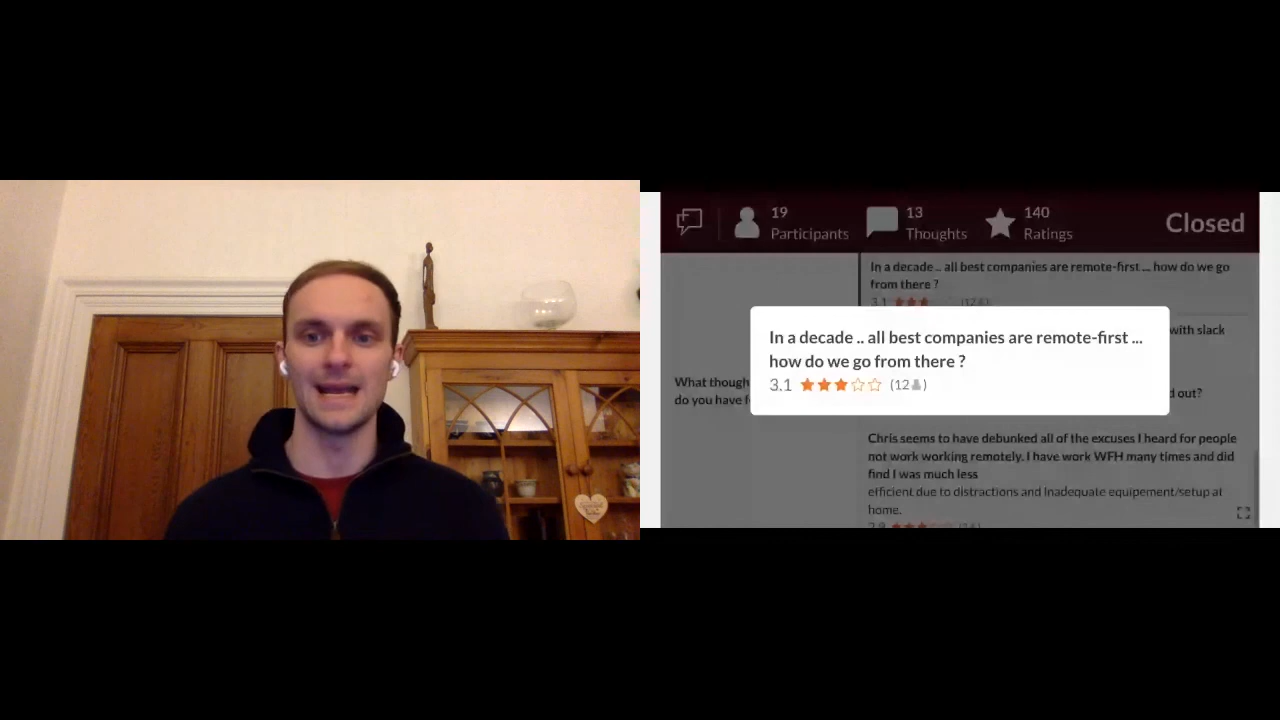 19
Participants
13
Thoughts
140
Ratings
Closed
In a decade .. all best companies are remote-first ... how do we go
from there ?
3.1
with slack
In a decade .. all best companies are remote-first ...
how do we go from there ?
3.1 (12)
What though
do you have f
d out?
Chris seems to have debunked all of the excuses I heard for people
not work working remotely. I have work WFH many times and did
find I was much less
efficient due to distractions and inadequate equipement/setup at
home.